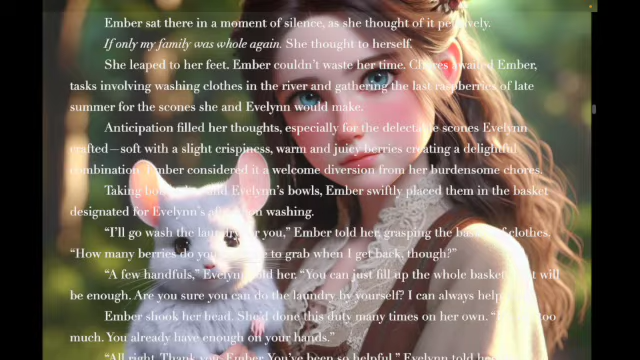 Ember sat there in a moment of silence, as she thought of it
If only my family was whole again. She thought to herself.
She leaped to her feet. Ember couldn't waste her time. Chores awaited Ember,
tasks involving washing clothes in the river and gathering the last raspberries of late
summer for the scones she and Evelynn would make.
Anticipation filled her thoughts, especially for the delectable scones Evelynn
crafted—soft with a slight crispiness, warm and juicy berries creating a delightful
combination. Ember considered it a welcome diversion from her burdensome chores.
Taking both and Evelynn's bowls, Ember swiftly placed them in the basket
designated for Evelynn's washing.
"I'll go wash the laundry for you," Ember told her, grasping the basket of clothes.
"How many berries do you to grab when I get back, though?"
"A few handfuls," Evelynn told her. "You can just fill up the whole basket. will
be enough. Are you sure you can do the laundry by yourself? I can always help
Ember shook her head. She'd done this duty many times on her own. too
much. You already have enough on your hands."
"All right. Thank you, Ember. You've been so helpful," Evelynn told